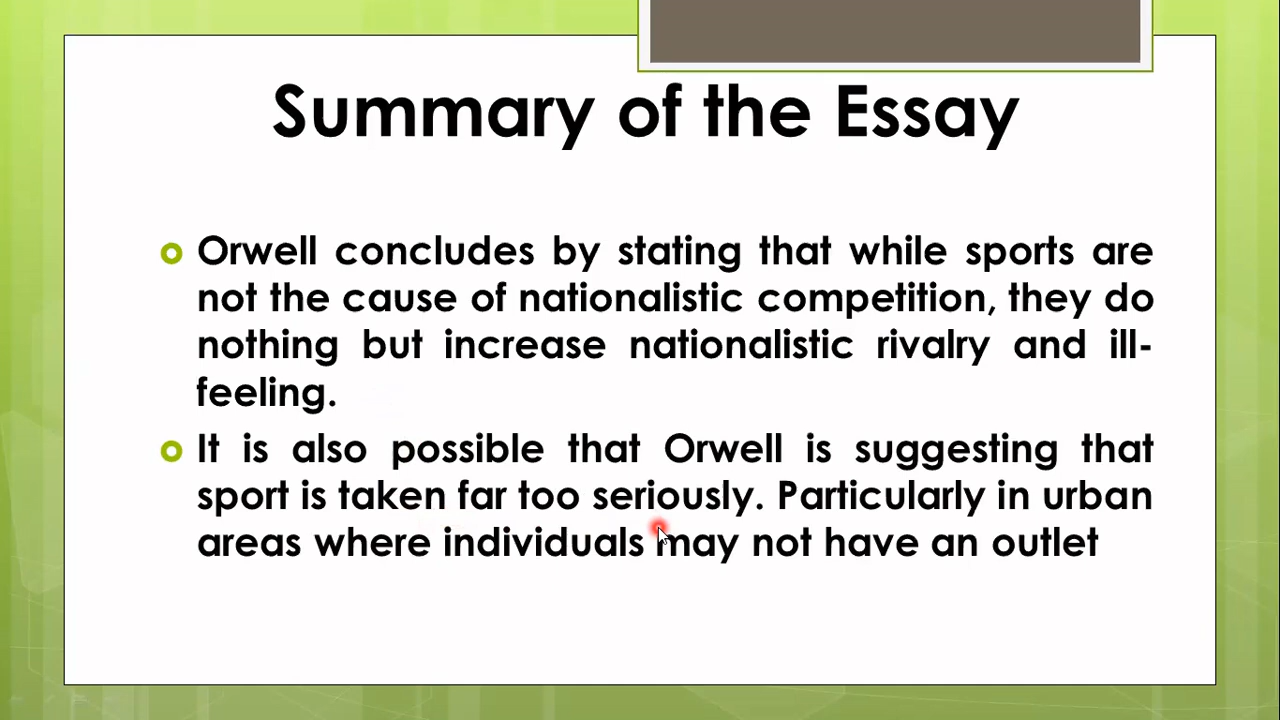 Summary of the Essay
Orwell concludes by stating that while sports are
not the cause of nationalistic competition, they do
nothing but increase nationalistic rivalry and ill-
feeling.
It is also possible that Orwell is suggesting that
sport is taken far too seriously. Particularly in urban
areas where individuals may not have an outlet